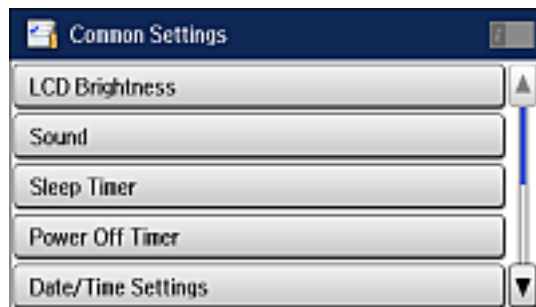 Common Settings
LCD Brightness
Sound
Sleep Timer
Power Off Timer
Date/Time Settings